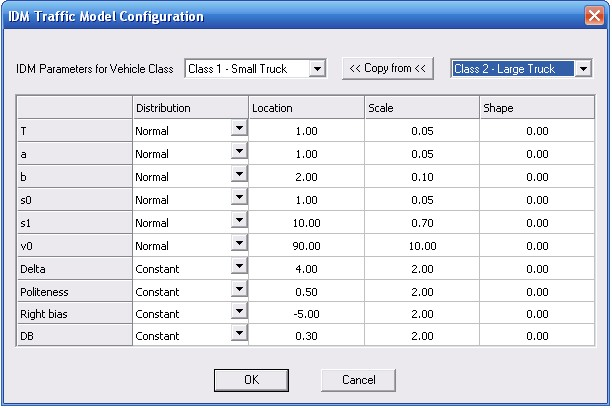 IDM Traffic Model Configuration
IDM Parameters for Vehicle Class Class 1 - Small Truck << Copy from << Class 2 - Large Truck
Distribution Location Scale Shape
T Normal 1.00 0.05 0.00
a Normal 1.00 0.05 0.00
b Normal 2.00 0.10 0.00
s0 Normal 1.00 0.05 0.00
s1 Normal 10.00 0.70 0.00
v0 Normal 90.00 10.00 0.00
Delta Constant 4.00 2.00 0.00
Politeness Constant 0.50 2.00 0.00
Right bias Constant -5.00 2.00 0.00
DB Constant 0.30 2.00 0.00
OK Cancel